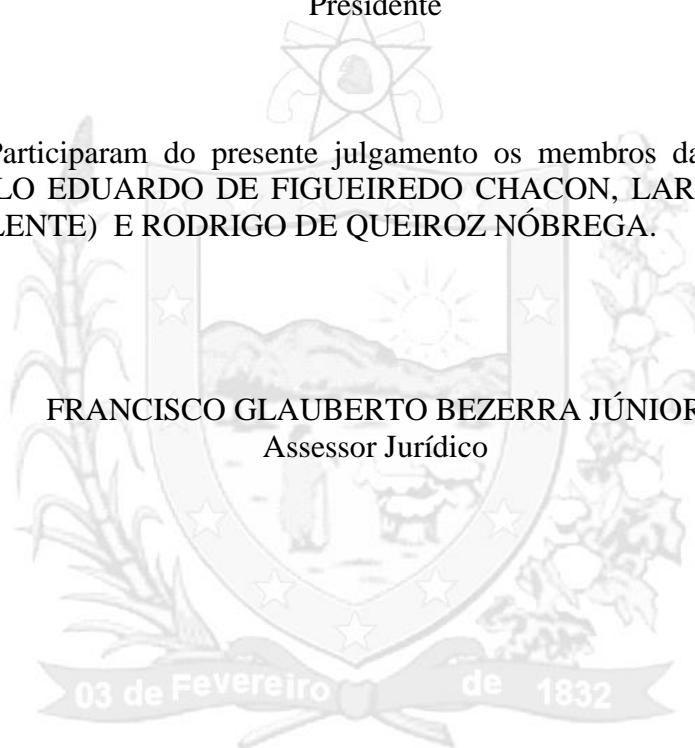 Presidente
Participaram do presente julgamento os membros da
LO EDUARDO DE FIGUEIREDO CHACON, LAR
LENTE) E RODRIGO DE QUEIROZ NÓBREGA.
FRANCISCO GLAUBERTO BEZERRA JÚNIOR
Assessor Jurídico
03 de Fevereiro de 1832